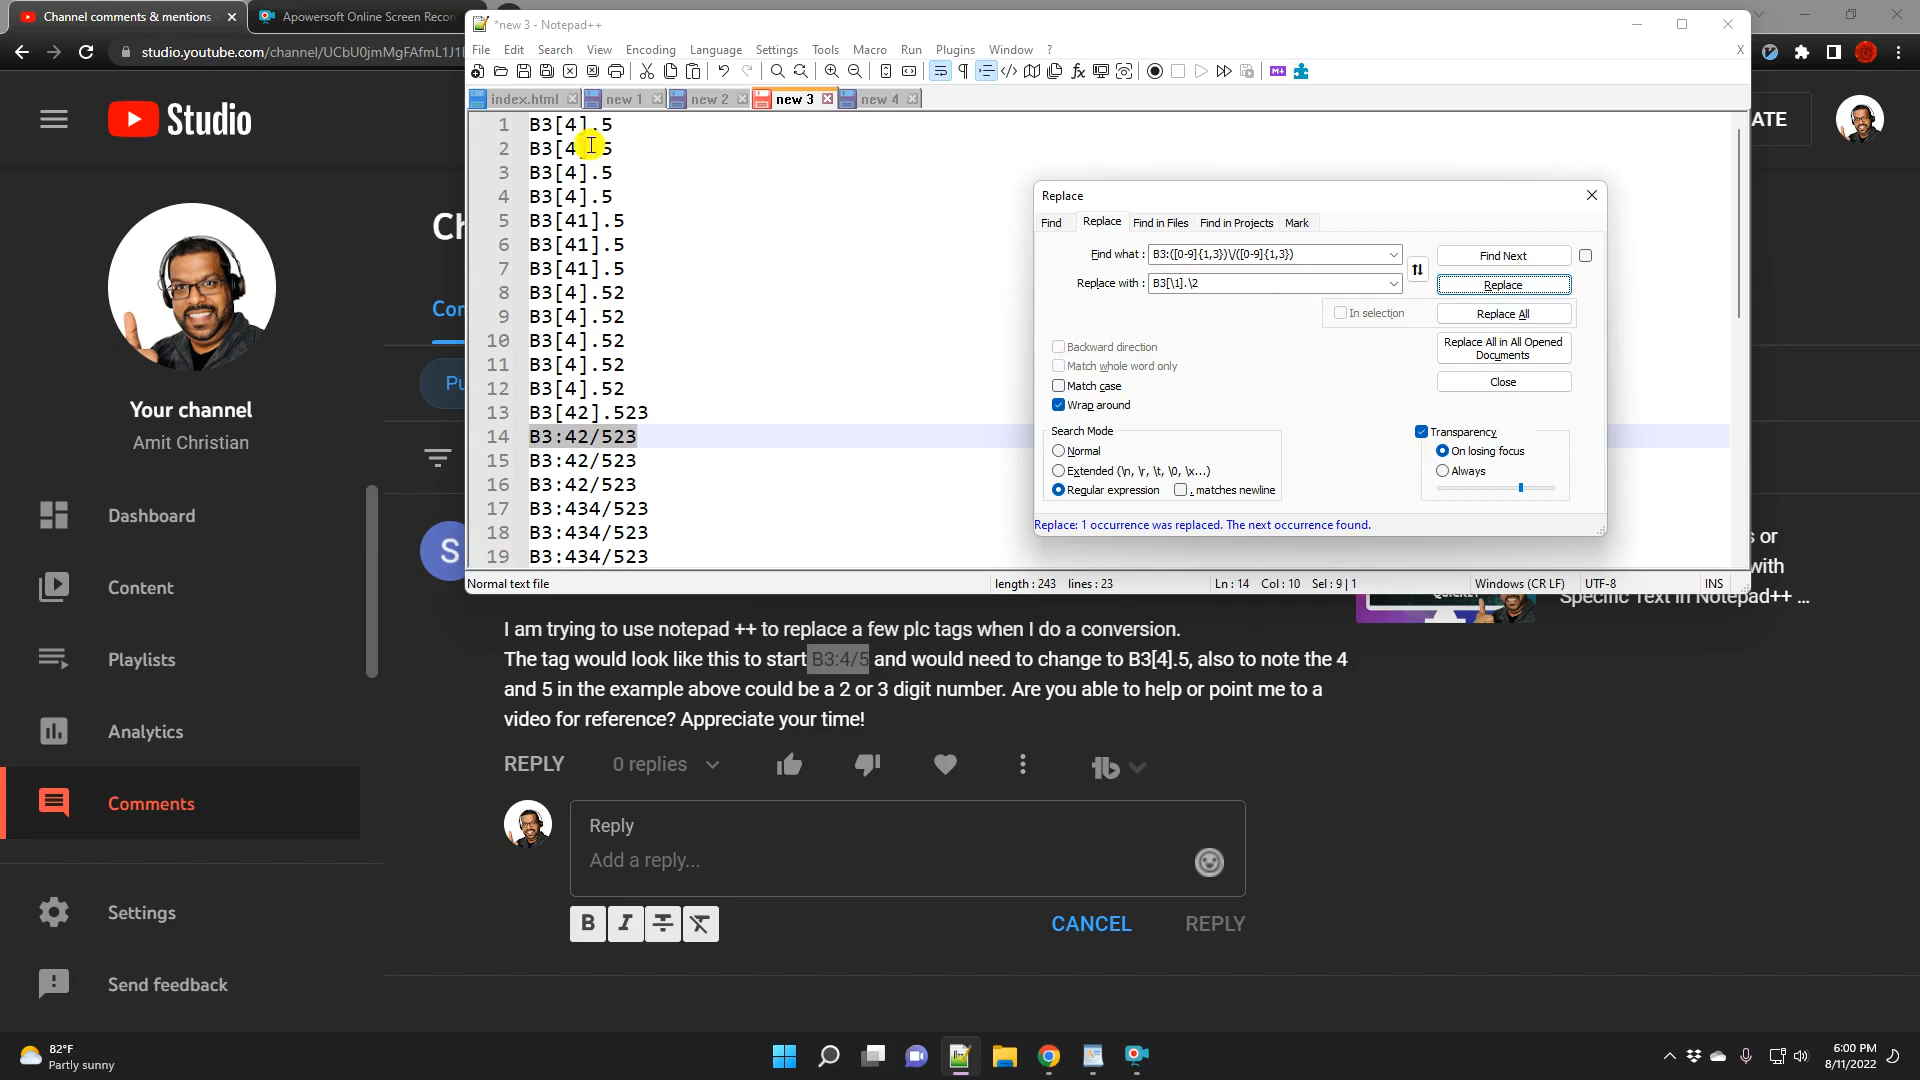 Channel comments & mentions
Apowersoft Online Screen Recor
studio.youtube.com/channel/UCbU0jmMgFAfmL1J1
*new 3 - Notepad++
File Edit Search View Encoding Language Settings Tools Macro Run Plugins Window ? X
index.html new 1 new 2 new 3 new 4
1 B3[4].5
2 B3[4].5
3 B3[4].5
4 B3[4].5
5 B3[41].5
6 B3[41].5
7 B3[41].5
8 B3[4].52
9 B3[4].52
10 B3[4].52
11 B3[4].52
12 B3[4].52
13 B3[42].523
14 B3:42/523
15 B3:42/523
16 B3:42/523
17 B3:434/523
18 B3:434/523
19 B3:434/523
Normal text file length : 243 lines : 23 Ln : 14 Col : 10 Sel : 9 | 1 Windows (CR LF) UTF-8 INS
Replace
Find Replace Find in Files Find in Projects Mark
Find what : B3:([0-9]{1,3})\/([0-9]{1,3}) Find Next
Replace with : B3[\1].\2 Replace
In selection Replace All
Replace All in All Opened
Documents
Close
Backward direction
Match whole word only
Match case
Wrap around
Search Mode
Normal
Extended (\n, \r, \t, \0, \x...)
Regular expression . matches newline
Transparency
On losing focus
Always
Replace: 1 occurrence was replaced. The next occurrence found.
Studio
ATE
Your channel
Amit Christian
Dashboard
Content
Playlists
Analytics
Comments
Settings
Send feedback
Ch
Cor
Pu
S
s or
with
Specific Text in Notepad++ ...
I am trying to use notepad ++ to replace a few plc tags when I do a conversion.
The tag would look like this to start B3:4/5 and would need to change to B3[4].5, also to note the 4
and 5 in the example above could be a 2 or 3 digit number. Are you able to help or point me to a
video for reference? Appreciate your time!
REPLY 0 replies
Reply
Add a reply...
B I
CANCEL REPLY
82°F
Partly sunny
6:00 PM
8/11/2022